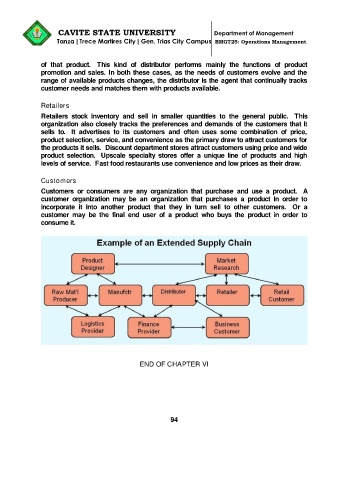 CAVITE STATE UNIVERSITY
Department of Management
Tanza | Trece Martires City | Gen. Trias City Campus
BMGT25: Operations Management
of that product. This kind of distributor performs mainly the functions of product
promotion and sales. In both these cases, as the needs of customers evolve and the
range of available products changes, the distributor is the agent that continually tracks
customer needs and matches them with products available.
Retailers
Retailers stock inventory and sell in smaller quantities to the general public. This
organization also closely tracks the preferences and demands of the customers that it
sells to. It advertises to its customers and often uses some combination of price,
product selection, service, and convenience as the primary draw to attract customers for
the products it sells. Discount department stores attract customers using price and wide
product selection. Upscale specialty stores offer a unique line of products and high
levels of service. Fast food restaurants use convenience and low prices as their draw.
Customers
Customers or consumers are any organization that purchase and use a product. A
customer organization may be an organization that purchases a product in order to
incorporate it into another product that they in turn sell to other customers. Or a
customer may be the final end user of a product who buys the product in order to
consume it.
Example of an Extended Supply Chain
Product
Designer
Market
Research
Raw Mat'l
Producer
Manufctr
Distributor
Retailer
Retail
Customer
Logistics
Provider
Finance
Provider
Business
Customer
END OF CHAPTER VI
94